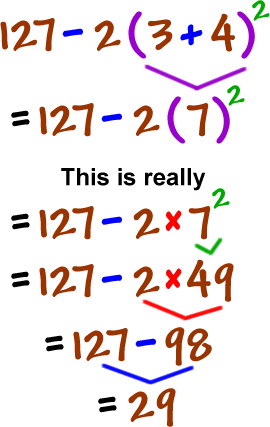 127 - 2 (3 + 4)²
= 127 - 2 (7)²
This is really
= 127 - 2 × 7²
= 127 - 2 × 49
= 127 - 98
= 29